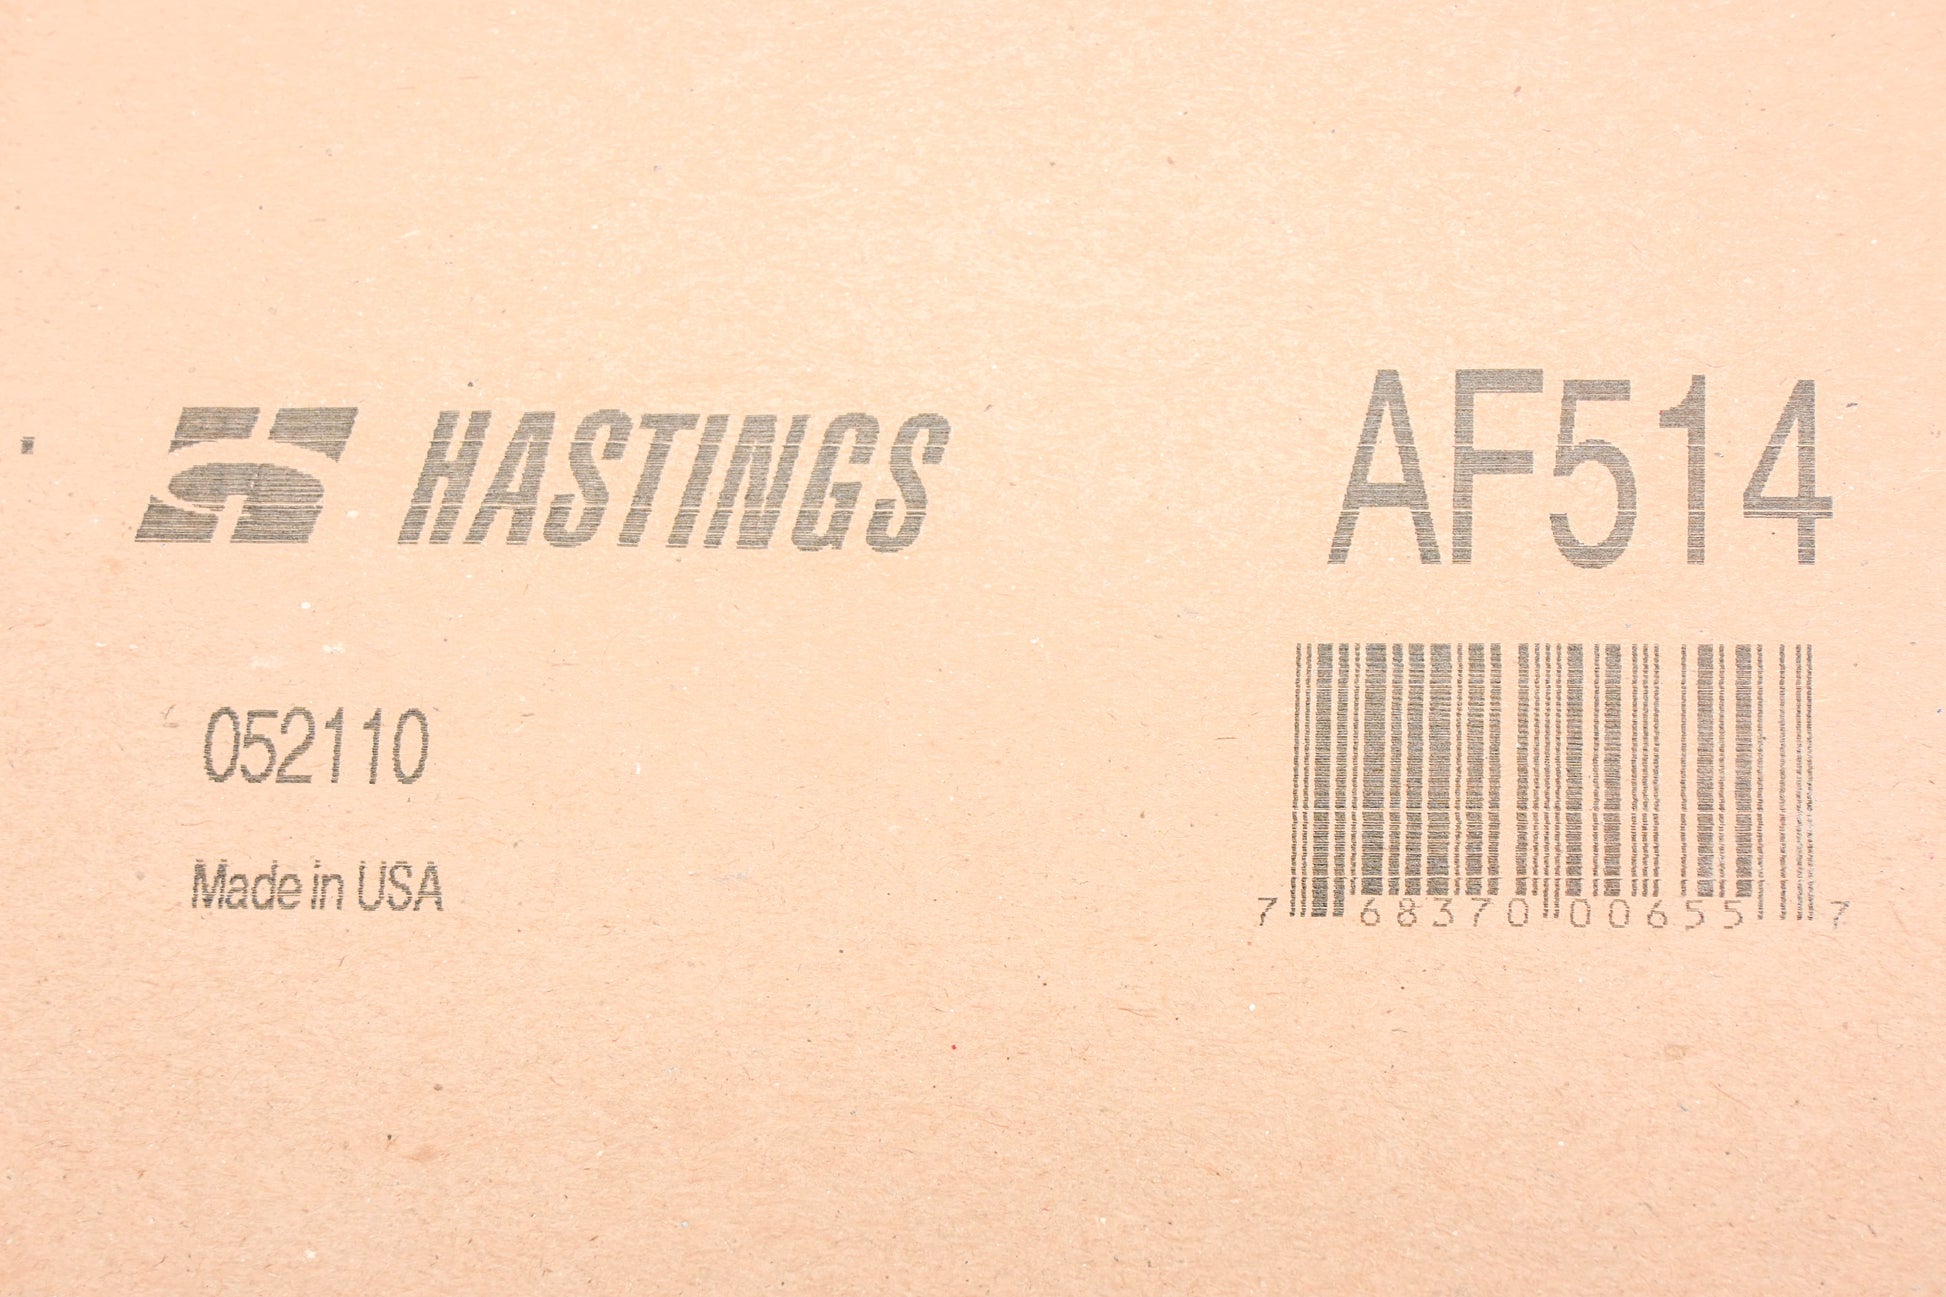 HASTINGS
AF514
052110
Made in USA
7 68370 00655 7